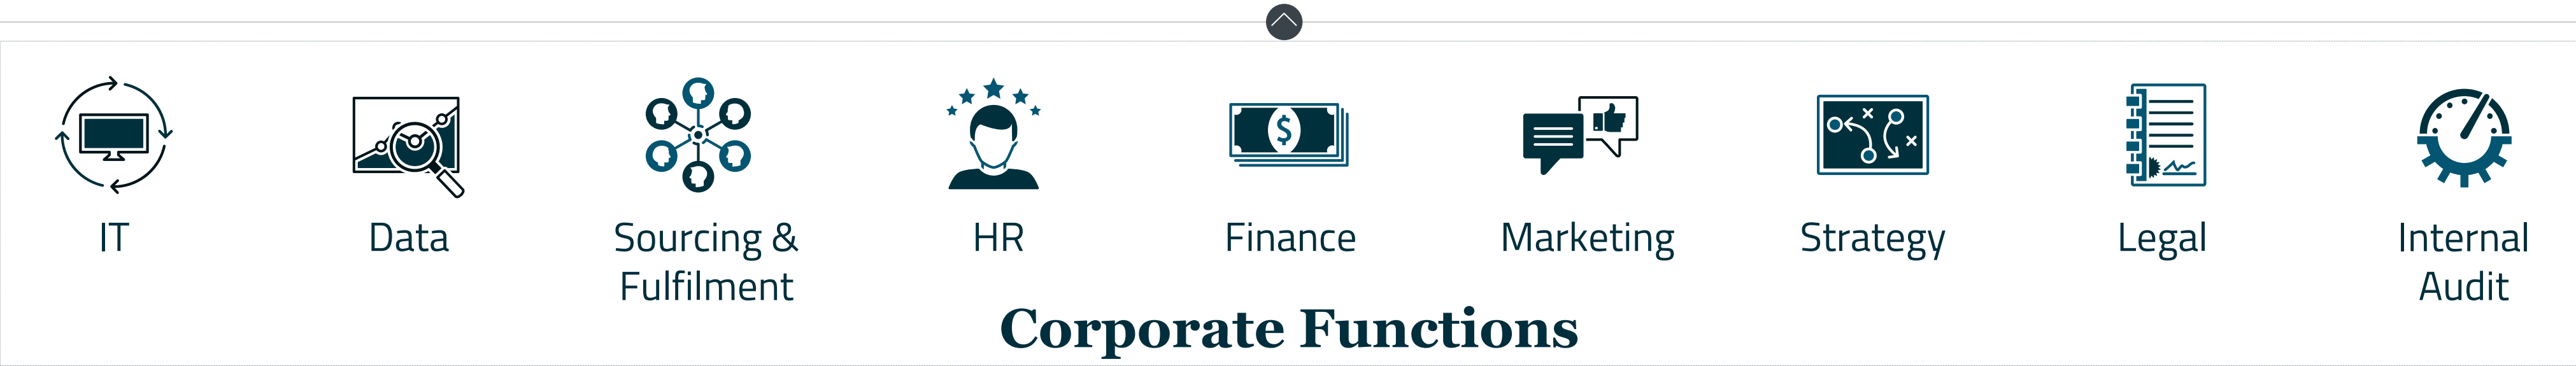 IT
Data
Sourcing &
Fulfilment
HR
Finance
$
Marketing
Strategy
Legal
Internal
Audit
Corporate Functions